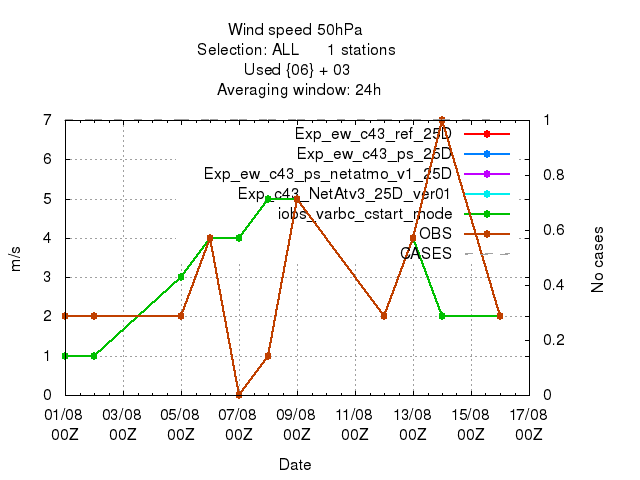 Wind speed 50hPa
Selection: ALL 1 stations
Used {06} + 03
Averaging window: 24h
7 1
Exp_ew_c43_ref_25D
Exp_ew_c43_ps_25D
6
Exp_ew_c43_ps_netatmo_v1_25D
0.8
Exp_c43_NetAtv3_25D_ver01
5
iobs_varbc_cstart_mode
0.6
OBS
4
CASES
m/s
No cases
3
0.4
2
0.2
1
0 0
01/08 03/08 05/08 07/08 09/08 11/08 13/08 15/08 17/08
00Z 00Z 00Z 00Z 00Z 00Z 00Z 00Z 00Z
Date